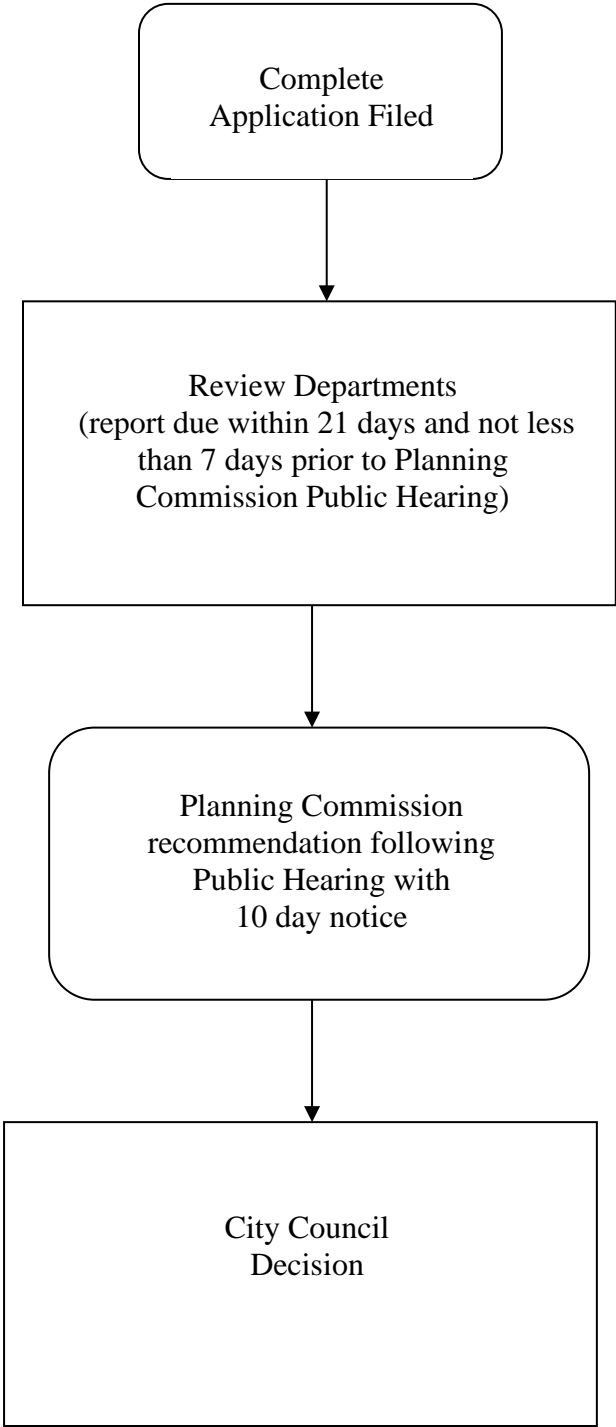 Complete
Application Filed
Review Departments
(report due within 21 days and not less
than 7 days prior to Planning
Commission Public Hearing)
Planning Commission
recommendation following
Public Hearing with
10 day notice
City Council
Decision